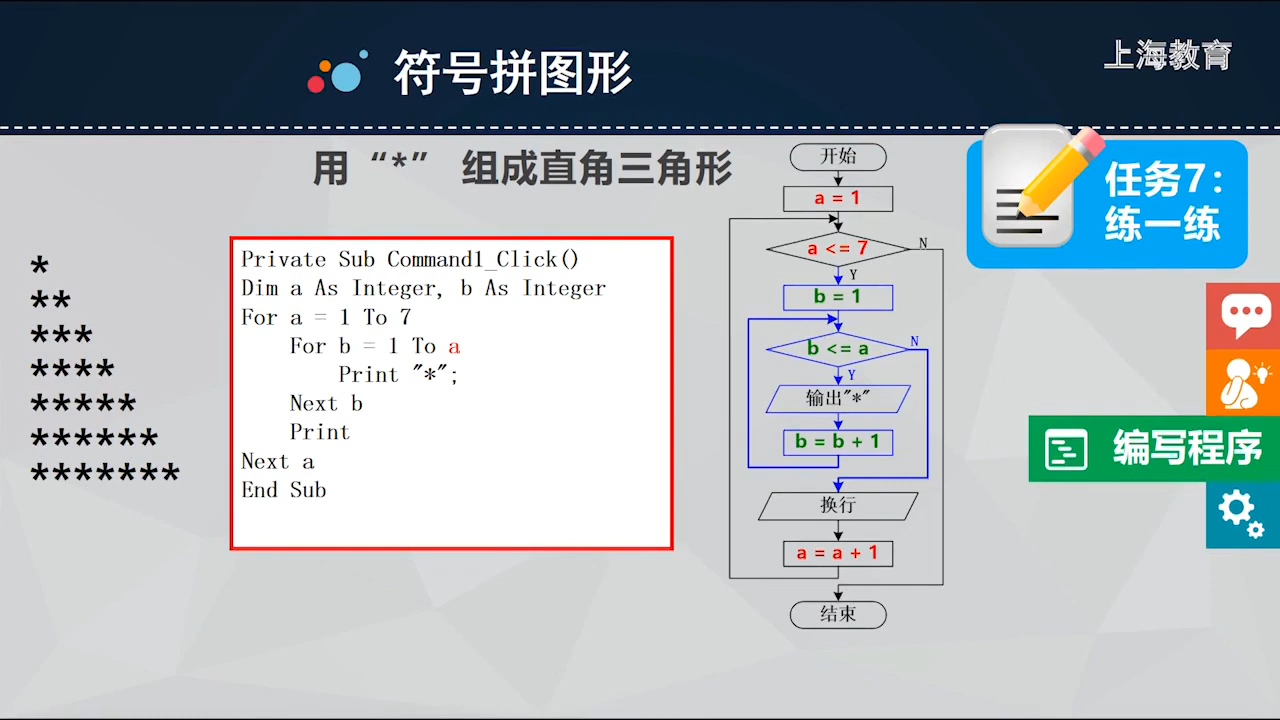 符号拼图形
上海教育
用“*” 组成直角三角形
任务7：
练一练
*
**
***
****
*****
******
*******
Private Sub Command1_Click()
Dim a As Integer, b As Integer
For a = 1 To 7
    For b = 1 To a
        Print "*";
    Next b
    Print
Next a
End Sub
开始
a = 1
a <= 7
N
Y
b = 1
b <= a
N
Y
输出"*"
b = b + 1
换行
a = a + 1
结束
编写程序